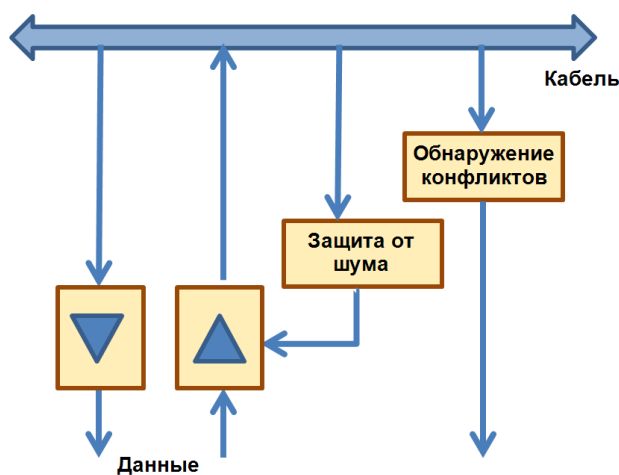 Кабель
Обнаружение
конфликтов
Защита от
шума
Данные